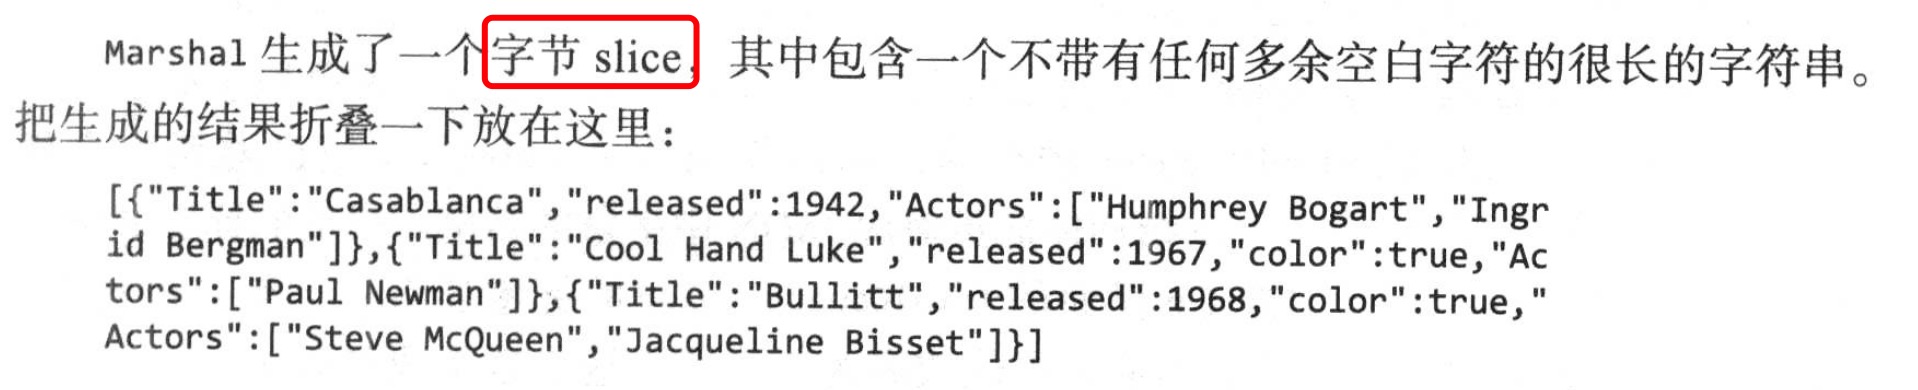 Marshal 生成了一个字节 slice，其中包含一个不带有任何多余空白字符的很长的字符串。
把生成的结果折叠一下放在这里：
[{"Title":"Casablanca","released":1942,"Actors":["Humphrey Bogart","Ingr
id Bergman"]},{"Title":"Cool Hand Luke","released":1967,"color":true,"Ac
tors":["Paul Newman"]},{"Title":"Bullitt","released":1968,"color":true,"
Actors":["Steve McQueen","Jacqueline Bisset"]}]